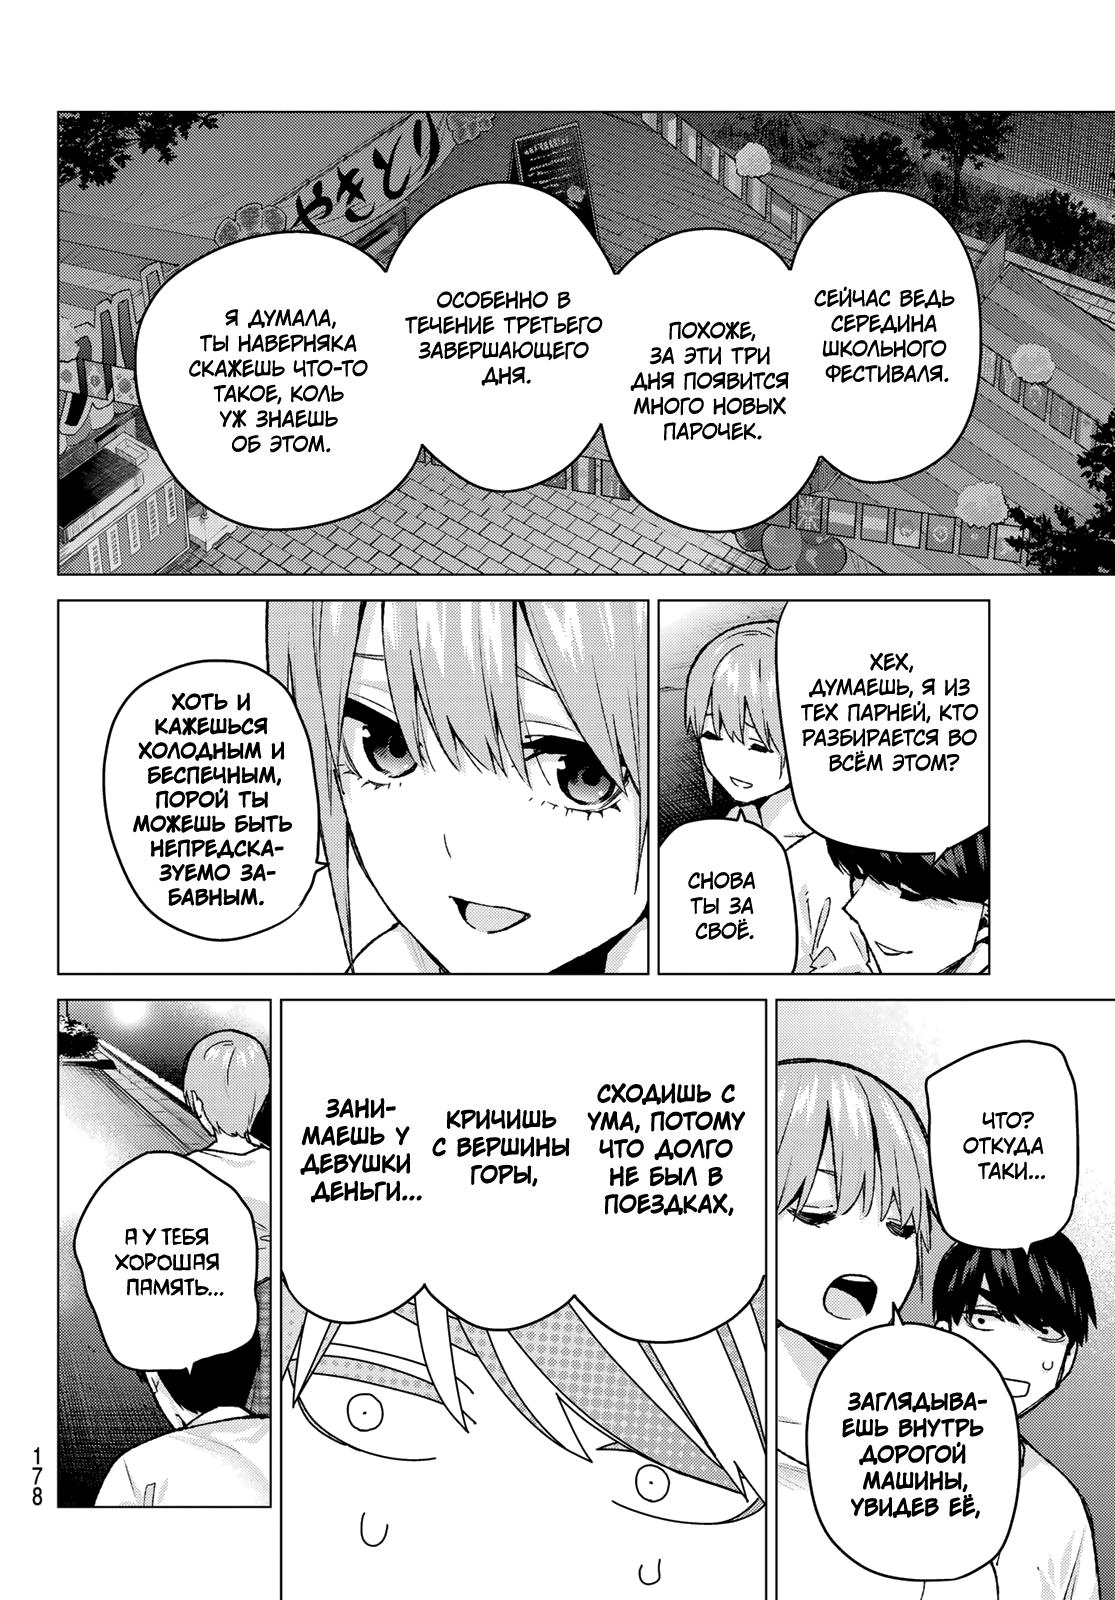 やきとり
СЕЙЧАС ВЕДЬ
СЕРЕДИНА
ШКОЛЬНОГО
ФЕСТИВАЛЯ.
ПОХОЖЕ,
ЗА ЭТИ ТРИ
ДНЯ ПОЯВИТСЯ
МНОГО НОВЫХ
ПАРОЧЕК.
ОСОБЕННО В
ТЕЧЕНИЕ ТРЕТЬЕГО
ЗАВЕРШАЮЩЕГО
ДНЯ.
Я ДУМАЛА,
ТЫ НАВЕРНЯКА
СКАЖЕШЬ ЧТО-ТО
ТАКОЕ, КОЛЬ
УЖ ЗНАЕШЬ
ОБ ЭТОМ.
ХЕХ,
ДУМАЕШЬ, Я ИЗ
ТЕХ ПАРНЕЙ, КТО
РАЗБИРАЕТСЯ ВО
ВСЁМ ЭТОМ?
СНОВА
ТЫ ЗА
СВОЁ.
ХОТЬ И
КАЖЕШЬСЯ
ХОЛОДНЫМ И
БЕСПЕЧНЫМ,
ПОРОЙ ТЫ
МОЖЕШЬ БЫТЬ
НЕПРЕДСКА-
ЗУЕМО ЗА-
БАВНЫМ.
ЧТО?
ОТКУДА
ТАКИ...
ЗАГЛЯДЫВА-
ЕШЬ ВНУТРЬ
ДОРОГОЙ
МАШИНЫ,
УВИДЕВ ЕЁ,
СХОДИШЬ С
УМА, ПОТОМУ
ЧТО ДОЛГО
НЕ БЫЛ В
ПОЕЗДКАХ,
КРИЧИШЬ
С ВЕРШИНЫ
ГОРЫ,
ЗАНИ-
МАЕШЬ У
ДЕВУШКИ
ДЕНЬГИ...
А У ТЕБЯ
ХОРОШАЯ
ПАМЯТЬ...
178